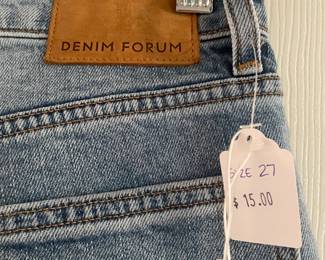 DENIM FORUM
SIZE 27
$ 15.00